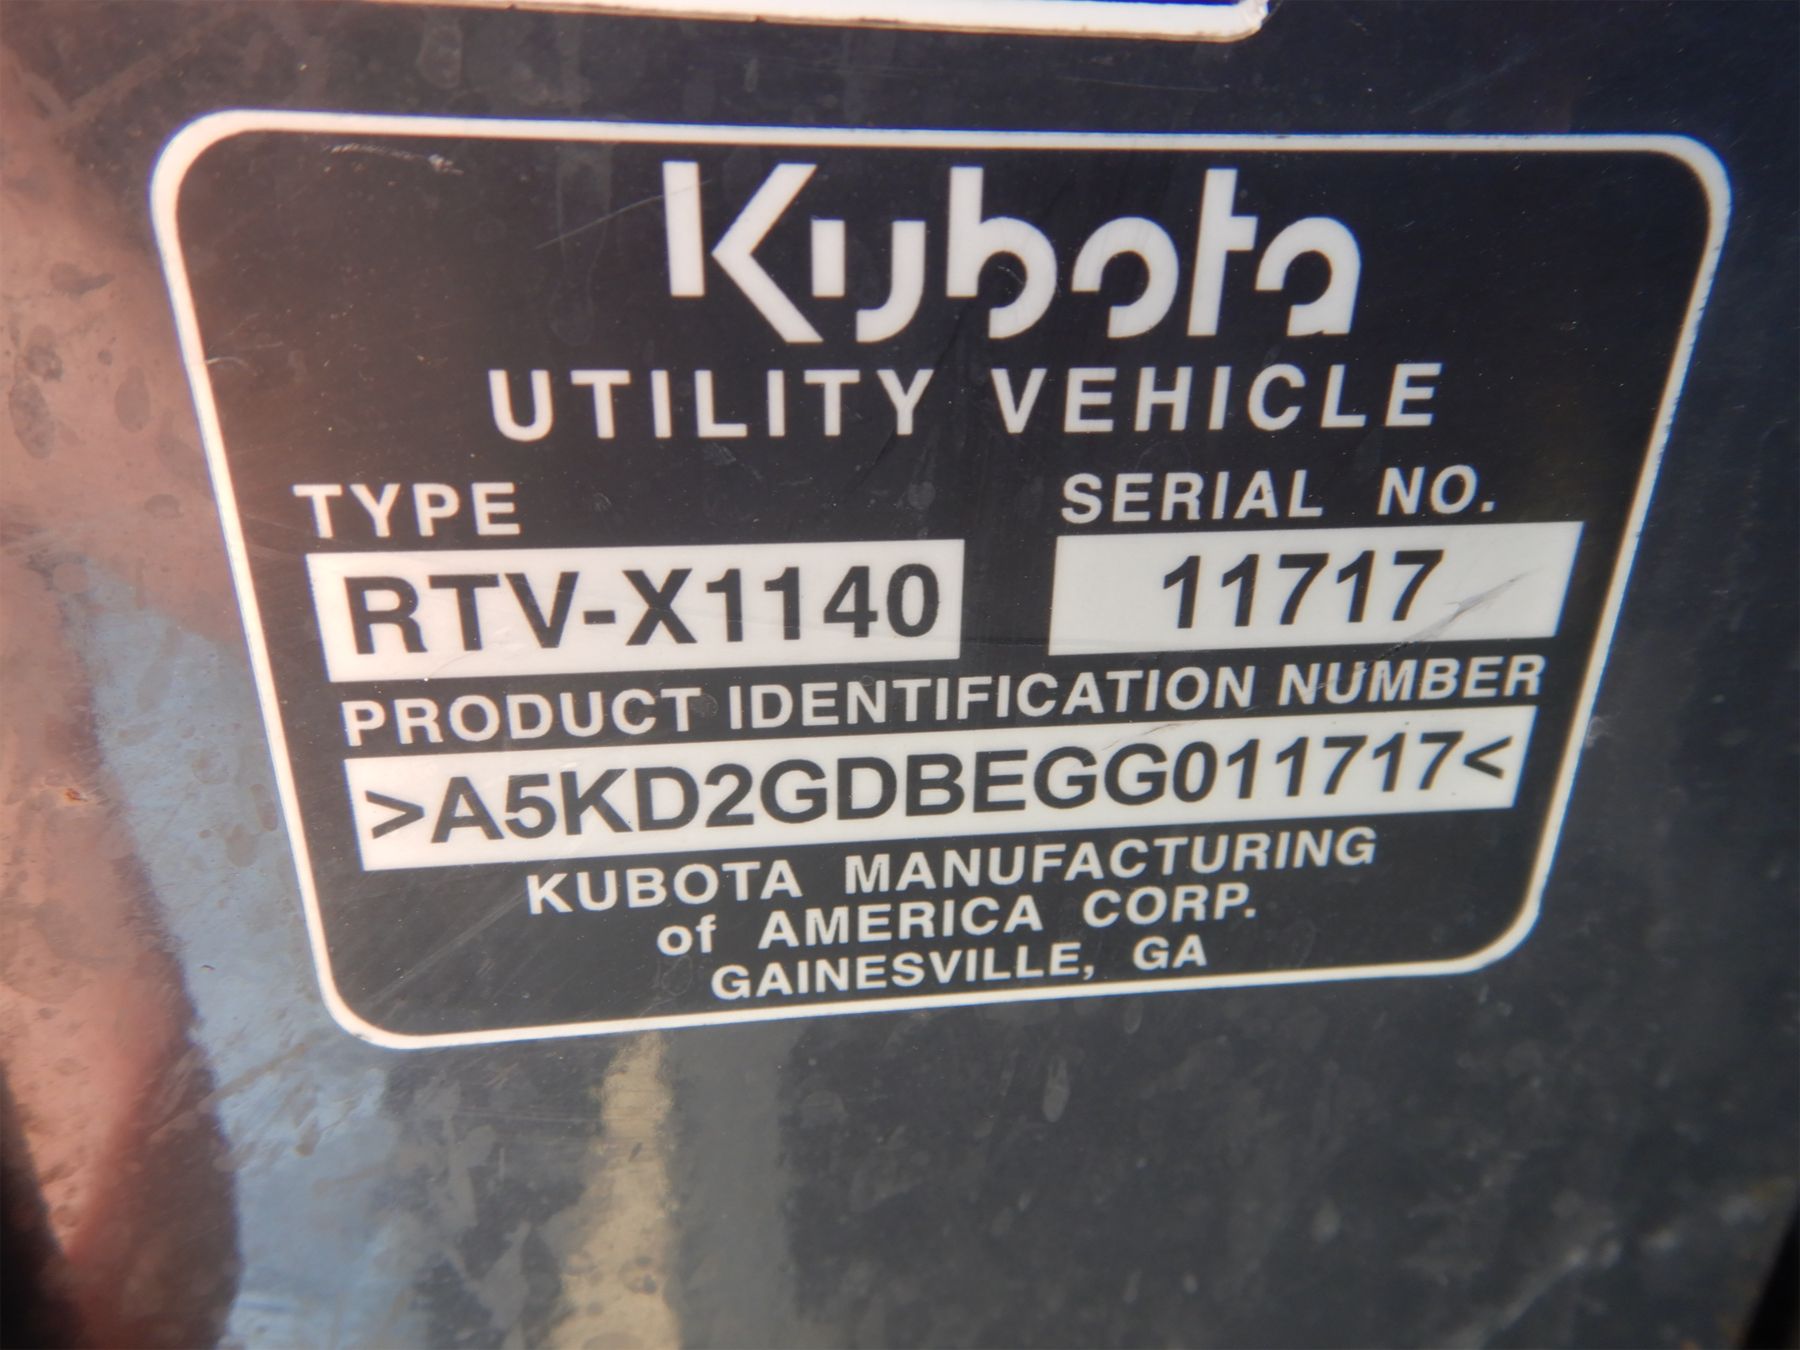 Kubota
UTILITY VEHICLE
TYPE SERIAL NO.
RTV-X1140 11717
PRODUCT IDENTIFICATION NUMBER
>A5KD2GDBEGG011717<
KUBOTA MANUFACTURING
of AMERICA CORP.
GAINESVILLE, GA